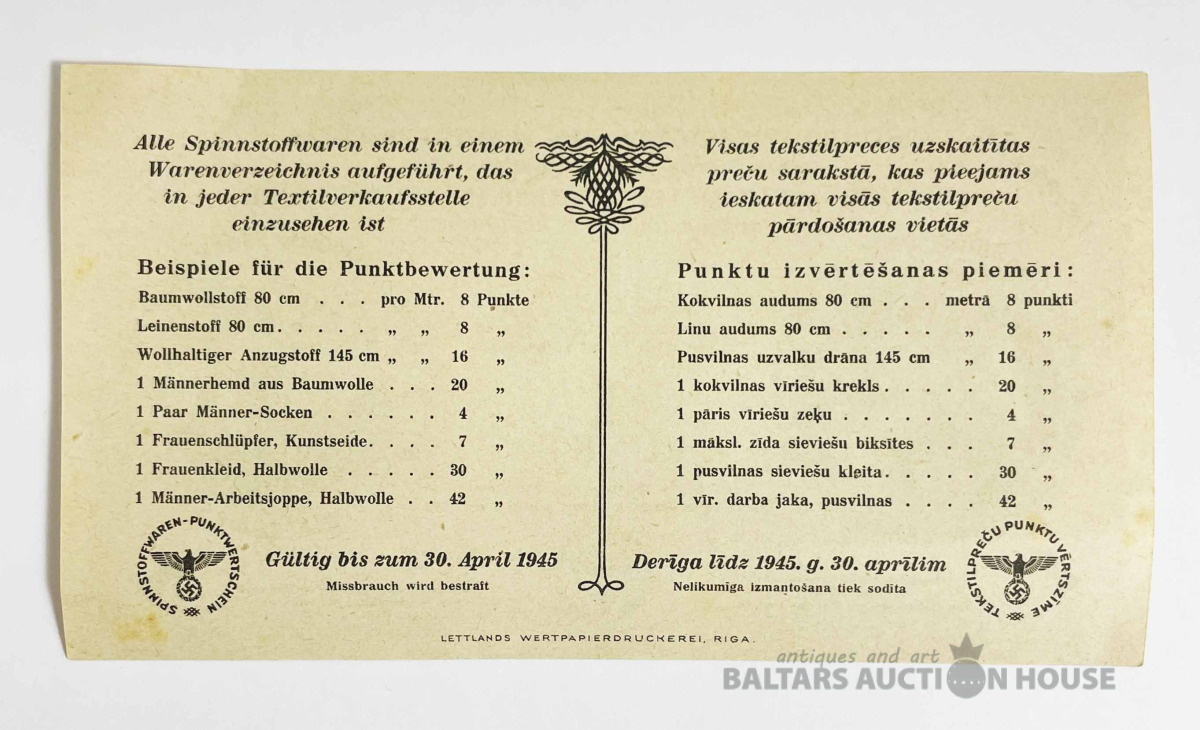 Alle Spinnstoffwaren sind in einem
Warenverzeichnis aufgeführt, das
in jeder Textilverkaufsstelle
einzusehen ist
Beispiele für die Punktbewertung:
Baumwollstoff 80 cm . . . pro Mtr. 8 Punkte
Leinenstoff 80 cm . . . . . „ „ 8 „
Wollhaltiger Anzugstoff 145 cm „ „ 16 „
1 Männerhemd aus Baumwolle . . . 20 „
1 Paar Männer-Socken . . . . . . 4 „
1 Frauenschlüpfer, Kunstseide . . . . 7 „
1 Frauenkleid, Halbwolle . . . . . 30 „
1 Männer-Arbeitsjoppe, Halbwolle . . 42 „
SPINNSTOFFWAREN-PUNKTWERTSCHEIN
Gültig bis zum 30. April 1945
Missbrauch wird bestraft
Visas tekstilpreces uzskaitītas
preču sarakstā, kas pieejams
ieskatam visās tekstilpreču
pārdošanas vietās
Punktu izvērtēšanas piemēri:
Kokvilnas audums 80 cm . . . metrā 8 punkti
Linu audums 80 cm . . . . . „ 8 „
Pusvilnas uzvalku drāna 145 cm „ 16 „
1 kokvilnas vīriešu krekls . . . . . 20 „
1 pāris vīriešu zeķu . . . . . . . 4 „
1 māksl. zīda sieviešu biksītes . . . 7 „
1 pusvilnas sieviešu kleita . . . . . 30 „
1 vīr. darba jaka, pusvilnas . . . . 42 „
Derīga līdz 1945. g. 30. aprīlim
Nelikumīga izmantošana tiek sodīta
TEKSTILPREČU PUNKTU VĒRTSZĪME
LETTLANDS WERTPAPIERDRUCKEREI, RIGA.
antiques and art
BALTARS AUCTION HOUSE